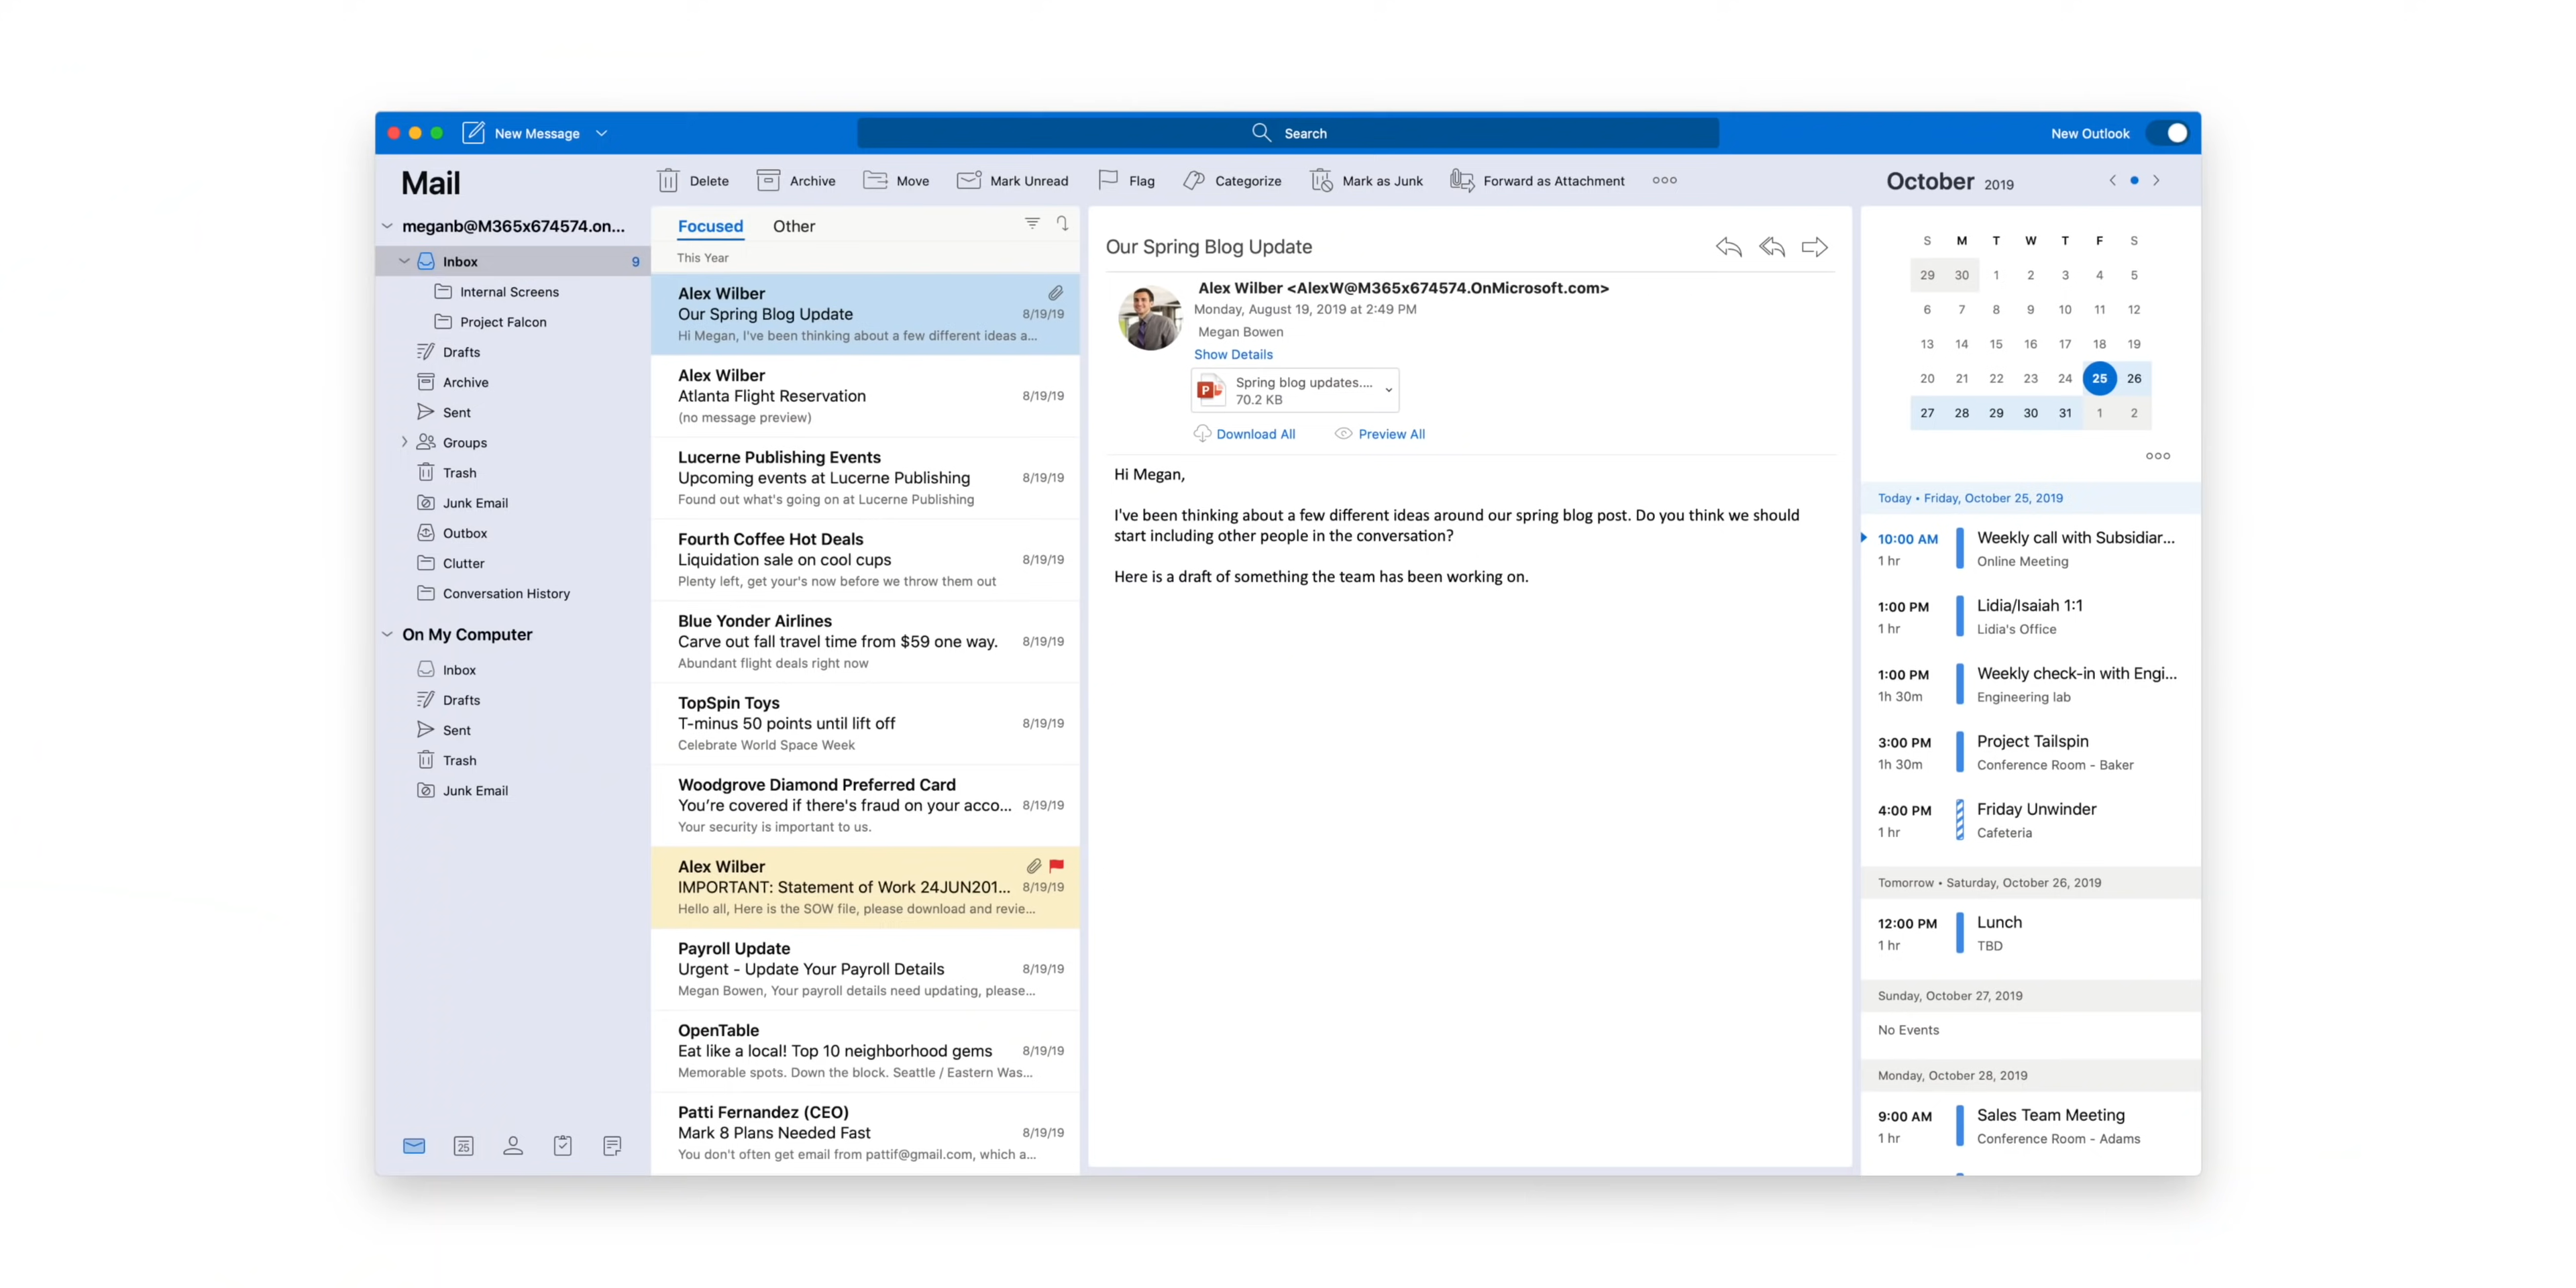 New Message
Search
New Outlook
Mail
Delete
Archive
Move
Mark Unread
Flag
Categorize
Mark as Junk
Forward as Attachment
October 2019
meganb@M365x674574.on...
Inbox 9
Internal Screens
Project Falcon
Drafts
Archive
Sent
Groups
Trash
Junk Email
Outbox
Clutter
Conversation History
On My Computer
Inbox
Drafts
Sent
Trash
Junk Email
25
Focused Other
This Year
Alex Wilber
Our Spring Blog Update 8/19/19
Hi Megan, I've been thinking about a few different ideas a...
Alex Wilber
Atlanta Flight Reservation 8/19/19
(no message preview)
Lucerne Publishing Events
Upcoming events at Lucerne Publishing 8/19/19
Found out what's going on at Lucerne Publishing
Fourth Coffee Hot Deals
Liquidation sale on cool cups 8/19/19
Plenty left, get your's now before we throw them out
Blue Yonder Airlines
Carve out fall travel time from $59 one way. 8/19/19
Abundant flight deals right now
TopSpin Toys
T-minus 50 points until lift off 8/19/19
Celebrate World Space Week
Woodgrove Diamond Preferred Card
You're covered if there's fraud on your acco... 8/19/19
Your security is important to us.
Alex Wilber
IMPORTANT: Statement of Work 24JUN201... 8/19/19
Hello all, Here is the SOW file, please download and revie...
Payroll Update
Urgent - Update Your Payroll Details 8/19/19
Megan Bowen, Your payroll details need updating, please...
OpenTable
Eat like a local! Top 10 neighborhood gems 8/19/19
Memorable spots. Down the block. Seattle / Eastern Was...
Patti Fernandez (CEO)
Mark 8 Plans Needed Fast 8/19/19
You don't often get email from pattif@gmail.com, which a...
Our Spring Blog Update
Alex Wilber <AlexW@M365x674574.OnMicrosoft.com>
Monday, August 19, 2019 at 2:49 PM
Megan Bowen
Show Details
P
Spring blog updates....
70.2 KB
Download All Preview All
Hi Megan,
I've been thinking about a few different ideas around our spring blog post. Do you think we should
start including other people in the conversation?
Here is a draft of something the team has been working on.
S M T W T F S
29 30 1 2 3 4 5
6 7 8 9 10 11 12
13 14 15 16 17 18 19
20 21 22 23 24 25 26
27 28 29 30 31 1 2
Today • Friday, October 25, 2019
10:00 AM Weekly call with Subsidiar...
1 hr Online Meeting
1:00 PM Lidia/Isaiah 1:1
1 hr Lidia's Office
1:00 PM Weekly check-in with Engi...
1h 30m Engineering lab
3:00 PM Project Tailspin
1h 30m Conference Room - Baker
4:00 PM Friday Unwinder
1 hr Cafeteria
Tomorrow • Saturday, October 26, 2019
12:00 PM Lunch
1 hr TBD
Sunday, October 27, 2019
No Events
Monday, October 28, 2019
9:00 AM Sales Team Meeting
1 hr Conference Room - Adams